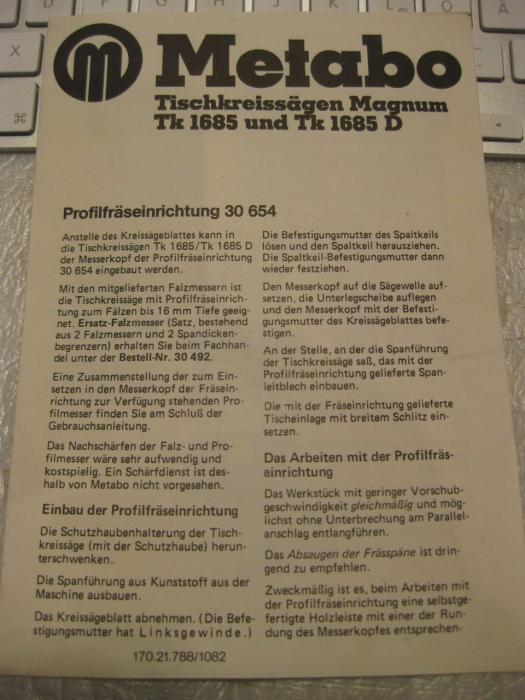 Metabo
Tischkreissägen Magnum
Tk 1685 und Tk 1685 D
Profilfräseinrichtung 30 654
Anstelle des Kreissägeblattes kann in
die Tischkreissägen Tk 1685/Tk 1685 D
der Messerkopf der Profilfräseinrichtung
30 654 eingebaut werden.
Mit den mitgelieferten Falzmessern ist
die Tischkreissäge mit Profilfräseinrich-
tung zum Fälzen bis 16 mm Tiefe geeig-
net. Ersatz-Falzmesser (Satz, bestehend
aus 2 Falzmessern und 2 Spandicken-
begrenzern) erhalten Sie beim Fachhan-
del unter der Bestell-Nr. 30 492.
Eine Zusammenstellung der zum Ein-
setzen in den Messerkopf der Fräsein-
richtung zur Verfügung stehenden Pro-
filmesser finden Sie am Schluß der
Gebrauchsanleitung.
Das Nachschärfen der Falz- und Pro-
filmesser wäre sehr aufwendig und
kostspielig. Ein Schärfdienst ist des-
halb von Metabo nicht vorgesehen.
Einbau der Profilfräseinrichtung
Die Schutzhaubenhalterung der Tisch-
kreissäge (mit der Schutzhaube) herun-
terschwenken.
Die Spanführung aus Kunststoff aus der
Maschine ausbauen.
Das Kreissägeblatt abnehmen. (Die Befe-
stigungsmutter hat Linksgewinde.)
Die Befestigungsmutter des Spaltkeils
lösen und den Spaltkeil herausziehen.
Die Spaltkeil-Befestigungsmutter dann
wieder festziehen.
Den Messerkopf auf die Sägewelle auf-
setzen, die Unterlegscheibe auflegen
und den Messerkopf mit der Befesti-
gungsmutter des Kreissägeblattes befe-
stigen.
An der Stelle, an der die Spanführung
der Tischkreissäge saß, das mit der
Profilfräseinrichtung gelieferte Span-
leitblech einbauen.
Die mit der Fräseinrichtung gelieferte
Tischeinlage mit breitem Schlitz ein-
setzen.
Das Arbeiten mit der Profilfräs-
einrichtung
Das Werkstück mit geringer Vorschub-
geschwindigkeit gleichmäßig und mög-
lichst ohne Unterbrechung am Parallel-
anschlag entlangführen.
Das Absaugen der Frässpäne ist drin-
gend zu empfehlen.
Zweckmäßig ist es, beim Arbeiten mit
der Profilfräseinrichtung eine selbstge-
fertigte Holzleiste mit einer der Run-
dung des Messerkopfes entsprechen-
170.21.788/1082